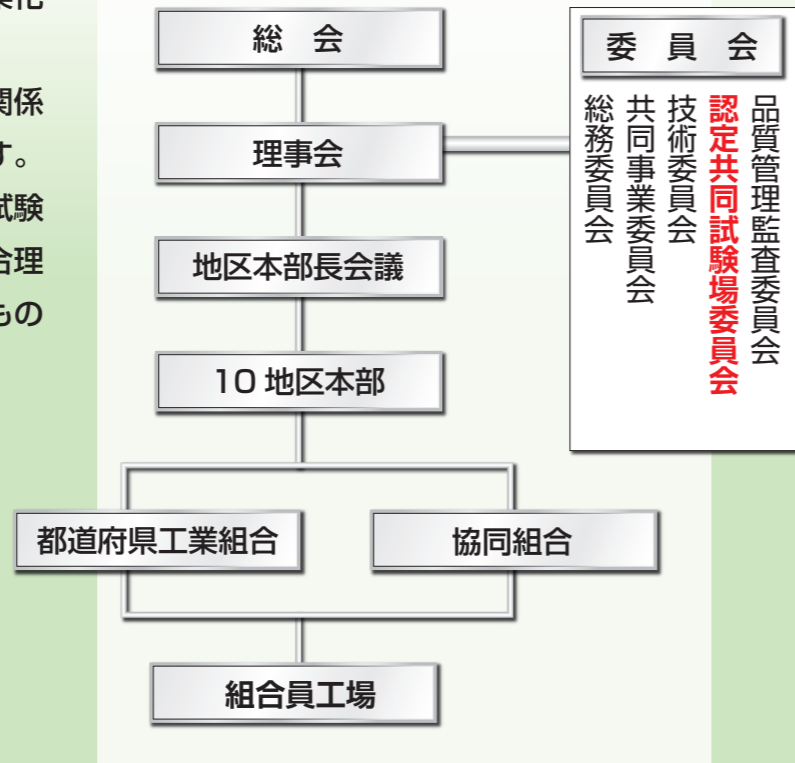 業化
関係
す。
試験
合理
もの
総 会
理事会
地区本部長会議
10 地区本部
都道府県工業組合
協同組合
組合員工場
委 員 会
品質管理監査委員会
認定共同試験場委員会
技術委員会
共同事業委員会
総務委員会